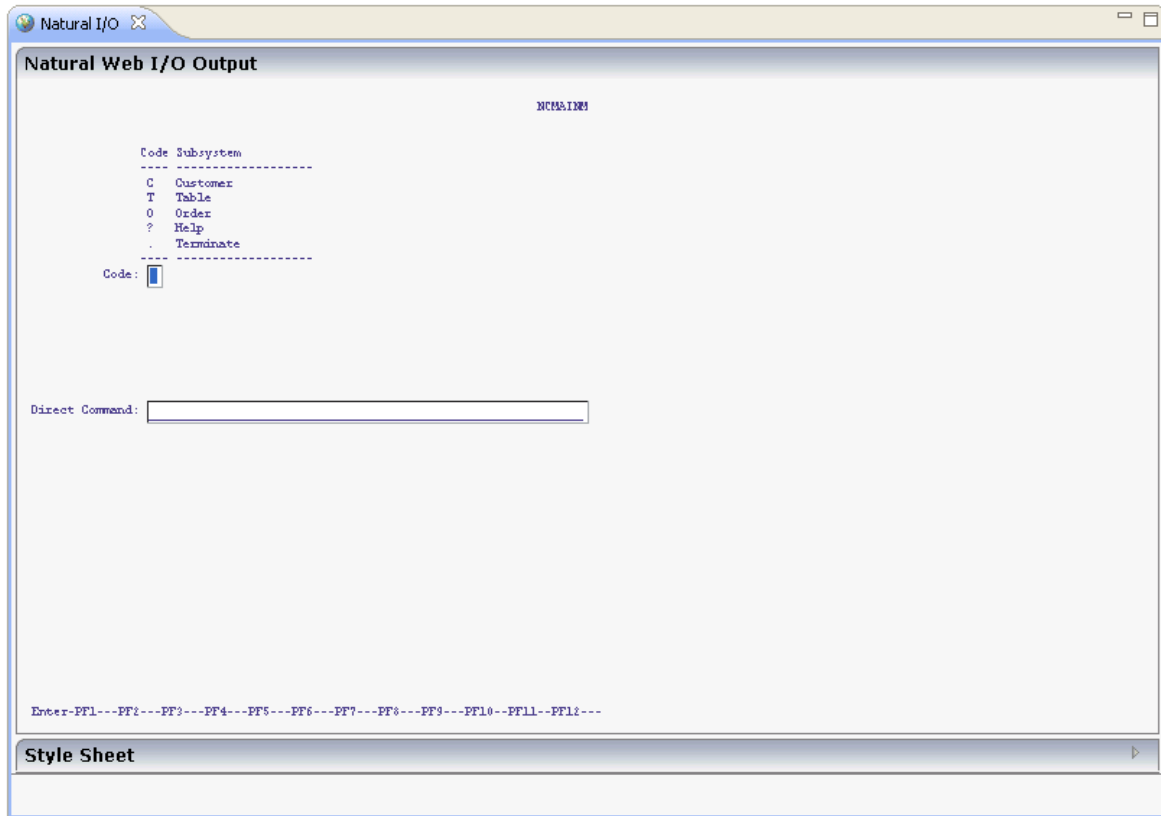 Natural I/O
Natural Web I/O Output
NCMAINM
Code Subsystem
---- -------------------
C Customer
T Table
O Order
? Help
. Terminate
---- -------------------
Code:
Direct Command:
Enter-PF1---PF2---PF3---PF4---PF5---PF6---PF7---PF8---PF9---PF10--PF11--PF12---
Style Sheet